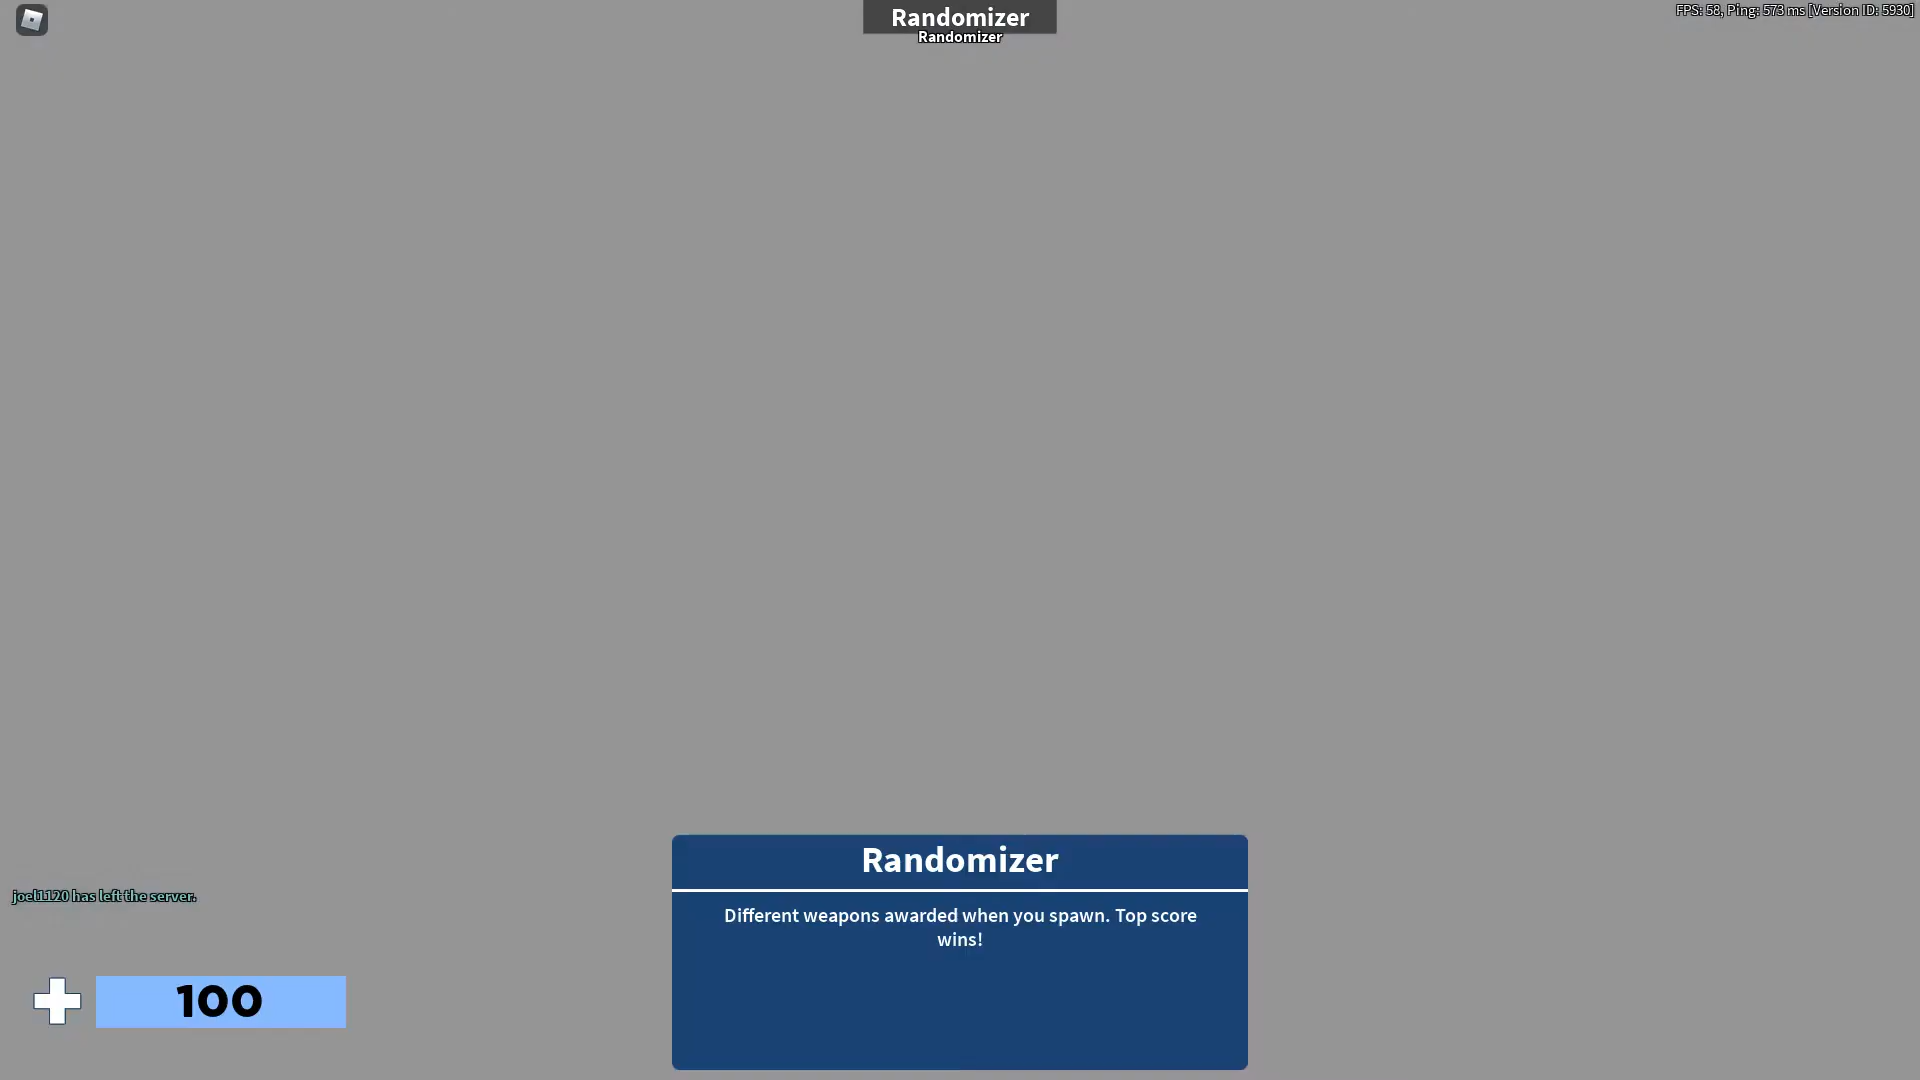 Randomizer
Randomizer
FPS: 58, Ping: 573 ms [Version ID: 5930]
joel1120 has left the server.
100
Randomizer
Different weapons awarded when you spawn. Top score
wins!